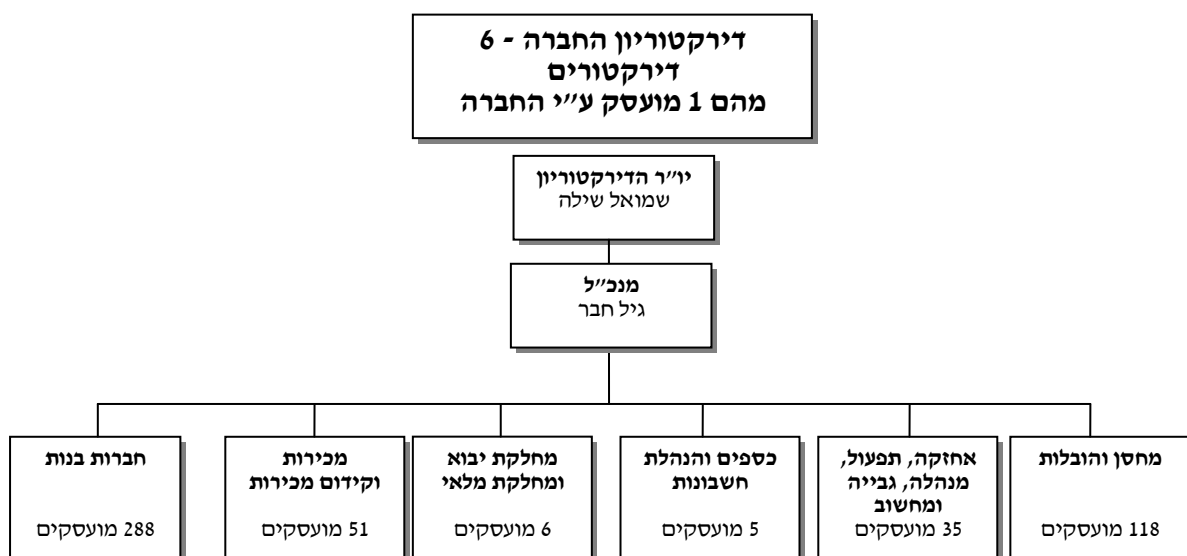 דירקטוריון החברה - 6
דירקטורים
מהם 1 מועסק ע״י החברה
יו״ר הדירקטוריון
שמואל שילה
מנכ״ל
גיל חבר
מחסן והובלות
118 מועסקים
אחזקה, תפעול,
מנהלה, גבייה
ומחשוב
35 מועסקים
כספים והנהלת
חשבונות
5 מועסקים
מחלקת יבוא
ומחלקת מלאי
6 מועסקים
מכירות
וקידום מכירות
51 מועסקים
חברות בנות
288 מועסקים